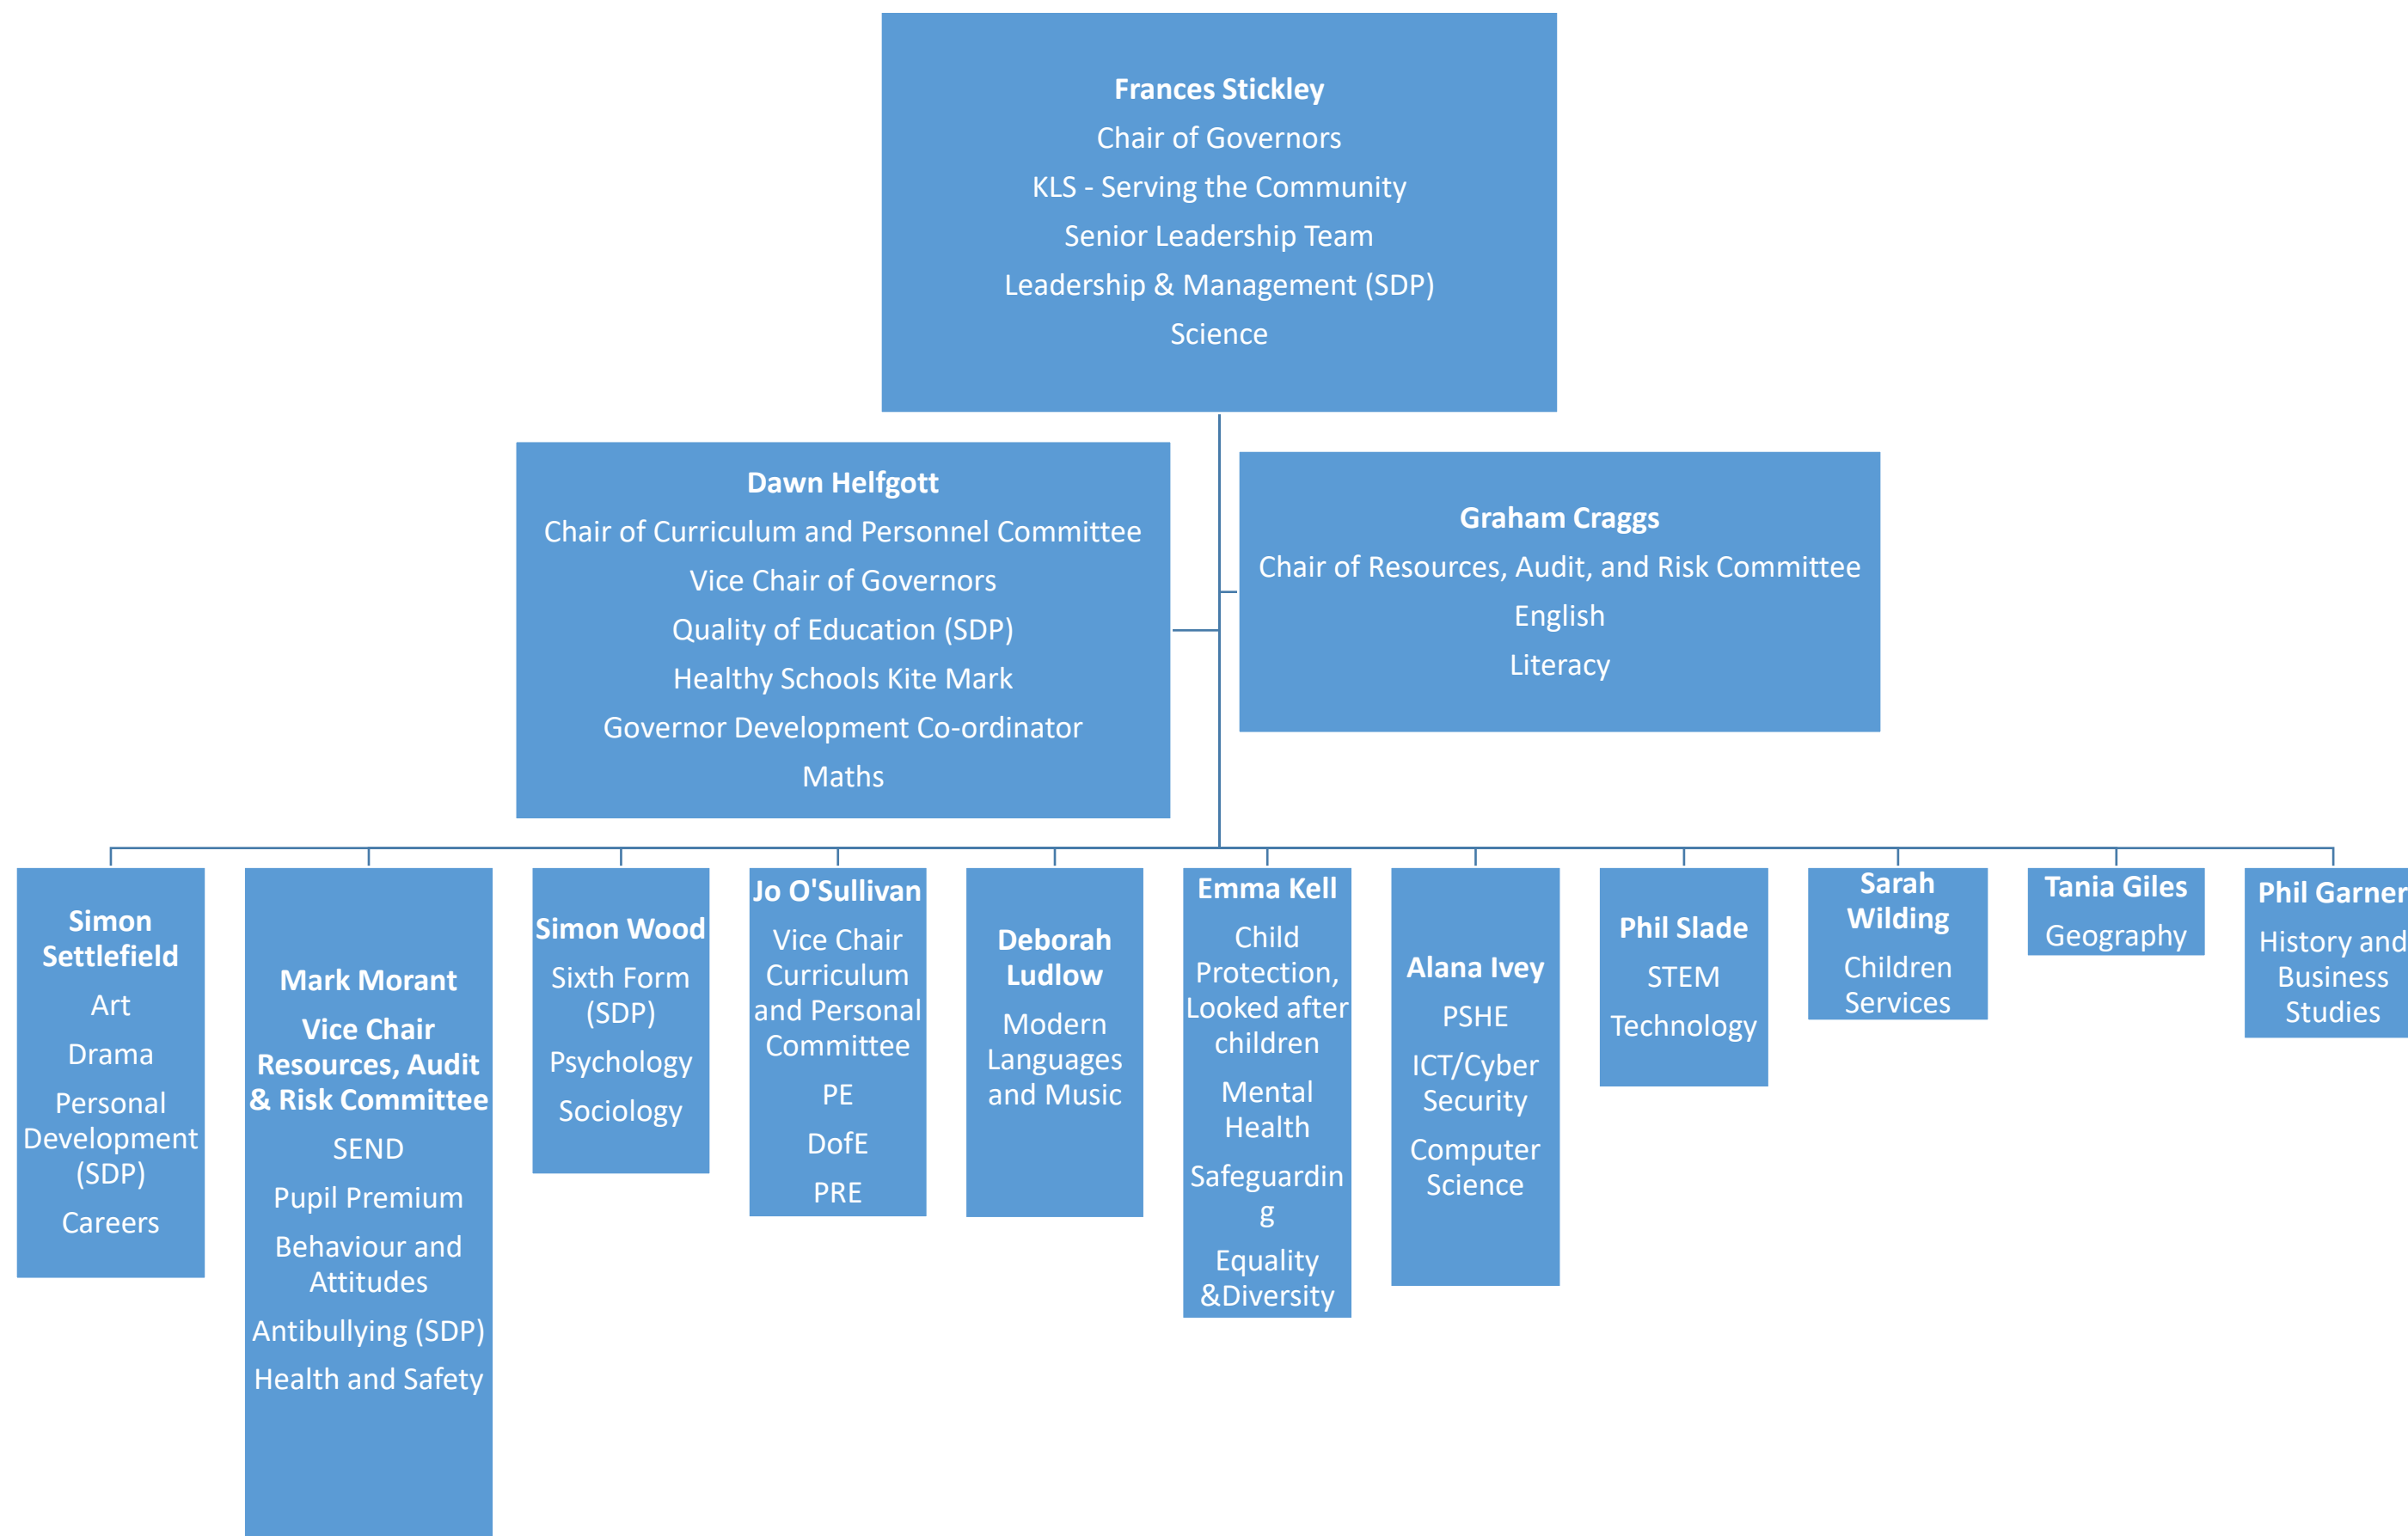 Frances Stickley
Chair of Governors
KLS - Serving the Community
Senior Leadership Team
Leadership & Management (SDP)
Science
Dawn Helfgott
Chair of Curriculum and Personnel Committee
Vice Chair of Governors
Quality of Education (SDP)
Healthy Schools Kite Mark
Governor Development Co-ordinator
Maths
Graham Craggs
Chair of Resources, Audit, and Risk Committee
English
Literacy
Simon
Settlefield
Art
Drama
Personal
Development
(SDP)
Careers
Mark Morant
Vice Chair
Resources, Audit
& Risk Committee
SEND
Pupil Premium
Behaviour and
Attitudes
Antibullying (SDP)
Health and Safety
Simon Wood
Sixth Form
(SDP)
Psychology
Sociology
Jo O'Sullivan
Vice Chair
Curriculum
and Personal
Committee
PE
DofE
PRE
Deborah
Ludlow
Modern
Languages
and Music
Emma Kell
Child
Protection,
Looked after
children
Mental
Health
Safeguardin
g
Equality
&Diversity
Alana Ivey
PSHE
ICT/Cyber
Security
Computer
Science
Phil Slade
STEM
Technology
Sarah
Wilding
Children
Services
Tania Giles
Geography
Phil Garner
History and
Business
Studies